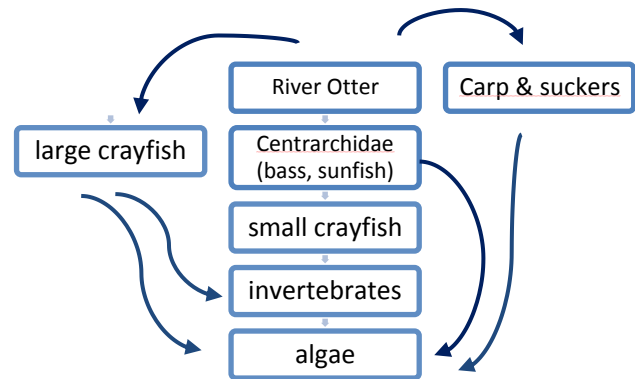 River Otter
Carp & suckers
large crayfish
Centrarchidae
(bass, sunfish)
small crayfish
invertebrates
algae